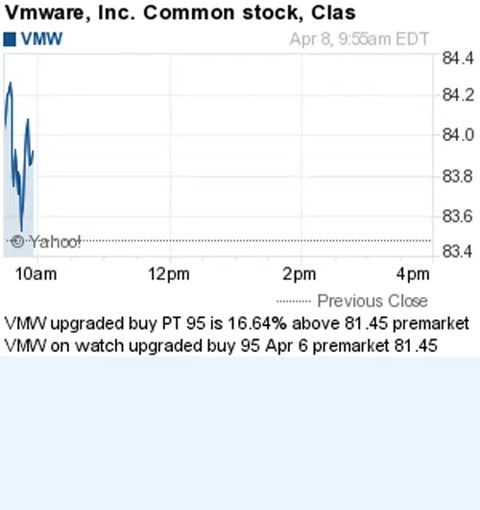 Vmware, Inc. Common stock, Clas
VMW
Apr 8, 9:55am EDT
84.4
84.2
84.0
83.8
83.6
83.4
© Yahoo!
10am 12pm 2pm 4pm
Previous Close
VMW upgraded buy PT 95 is 16.64% above 81.45 premarket
VMW on watch upgraded buy 95 Apr 6 premarket 81.45